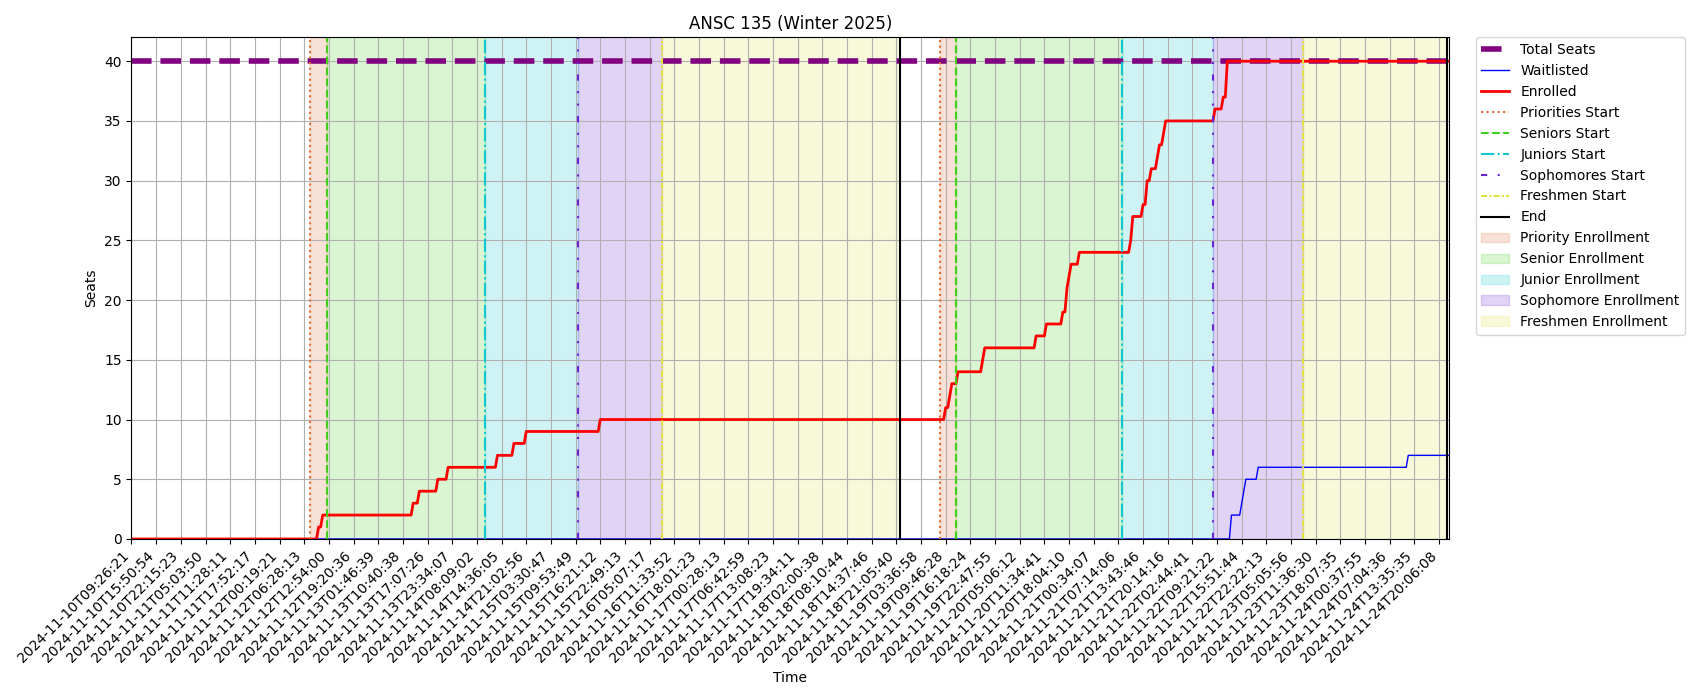 ANSC 135 (Winter 2025)
Seats
40
35
30
25
20
15
10
5
0
2024-11-10T09:26:21
2024-11-10T15:50:54
2024-11-10T22:15:23
2024-11-11T05:03:50
2024-11-11T11:28:11
2024-11-11T17:52:17
2024-11-12T00:19:21
2024-11-12T06:28:13
2024-11-12T12:54:00
2024-11-12T19:20:36
2024-11-13T01:46:39
2024-11-13T10:40:38
2024-11-13T17:07:26
2024-11-13T23:34:07
2024-11-14T08:09:02
2024-11-14T14:36:05
2024-11-14T21:02:56
2024-11-15T03:30:47
2024-11-15T09:53:49
2024-11-15T16:21:12
2024-11-15T22:49:13
2024-11-16T05:07:17
2024-11-16T11:33:52
2024-11-16T18:01:23
2024-11-17T00:28:13
2024-11-17T06:42:59
2024-11-17T13:08:23
2024-11-17T19:34:11
2024-11-18T02:00:38
2024-11-18T08:10:44
2024-11-18T14:37:46
2024-11-18T21:05:40
2024-11-19T03:36:58
2024-11-19T09:46:28
2024-11-19T16:18:24
2024-11-19T22:47:55
2024-11-20T05:06:12
2024-11-20T11:34:41
2024-11-20T18:04:10
2024-11-21T00:34:07
2024-11-21T07:14:06
2024-11-21T13:43:46
2024-11-21T20:14:16
2024-11-22T02:44:41
2024-11-22T09:21:22
2024-11-22T15:51:44
2024-11-22T22:22:13
2024-11-23T05:05:56
2024-11-23T11:36:30
2024-11-23T18:07:35
2024-11-24T00:37:55
2024-11-24T07:04:36
2024-11-24T13:35:35
2024-11-24T20:06:08
Time
Total Seats
Waitlisted
Enrolled
Priorities Start
Seniors Start
Juniors Start
Sophomores Start
Freshmen Start
End
Priority Enrollment
Senior Enrollment
Junior Enrollment
Sophomore Enrollment
Freshmen Enrollment